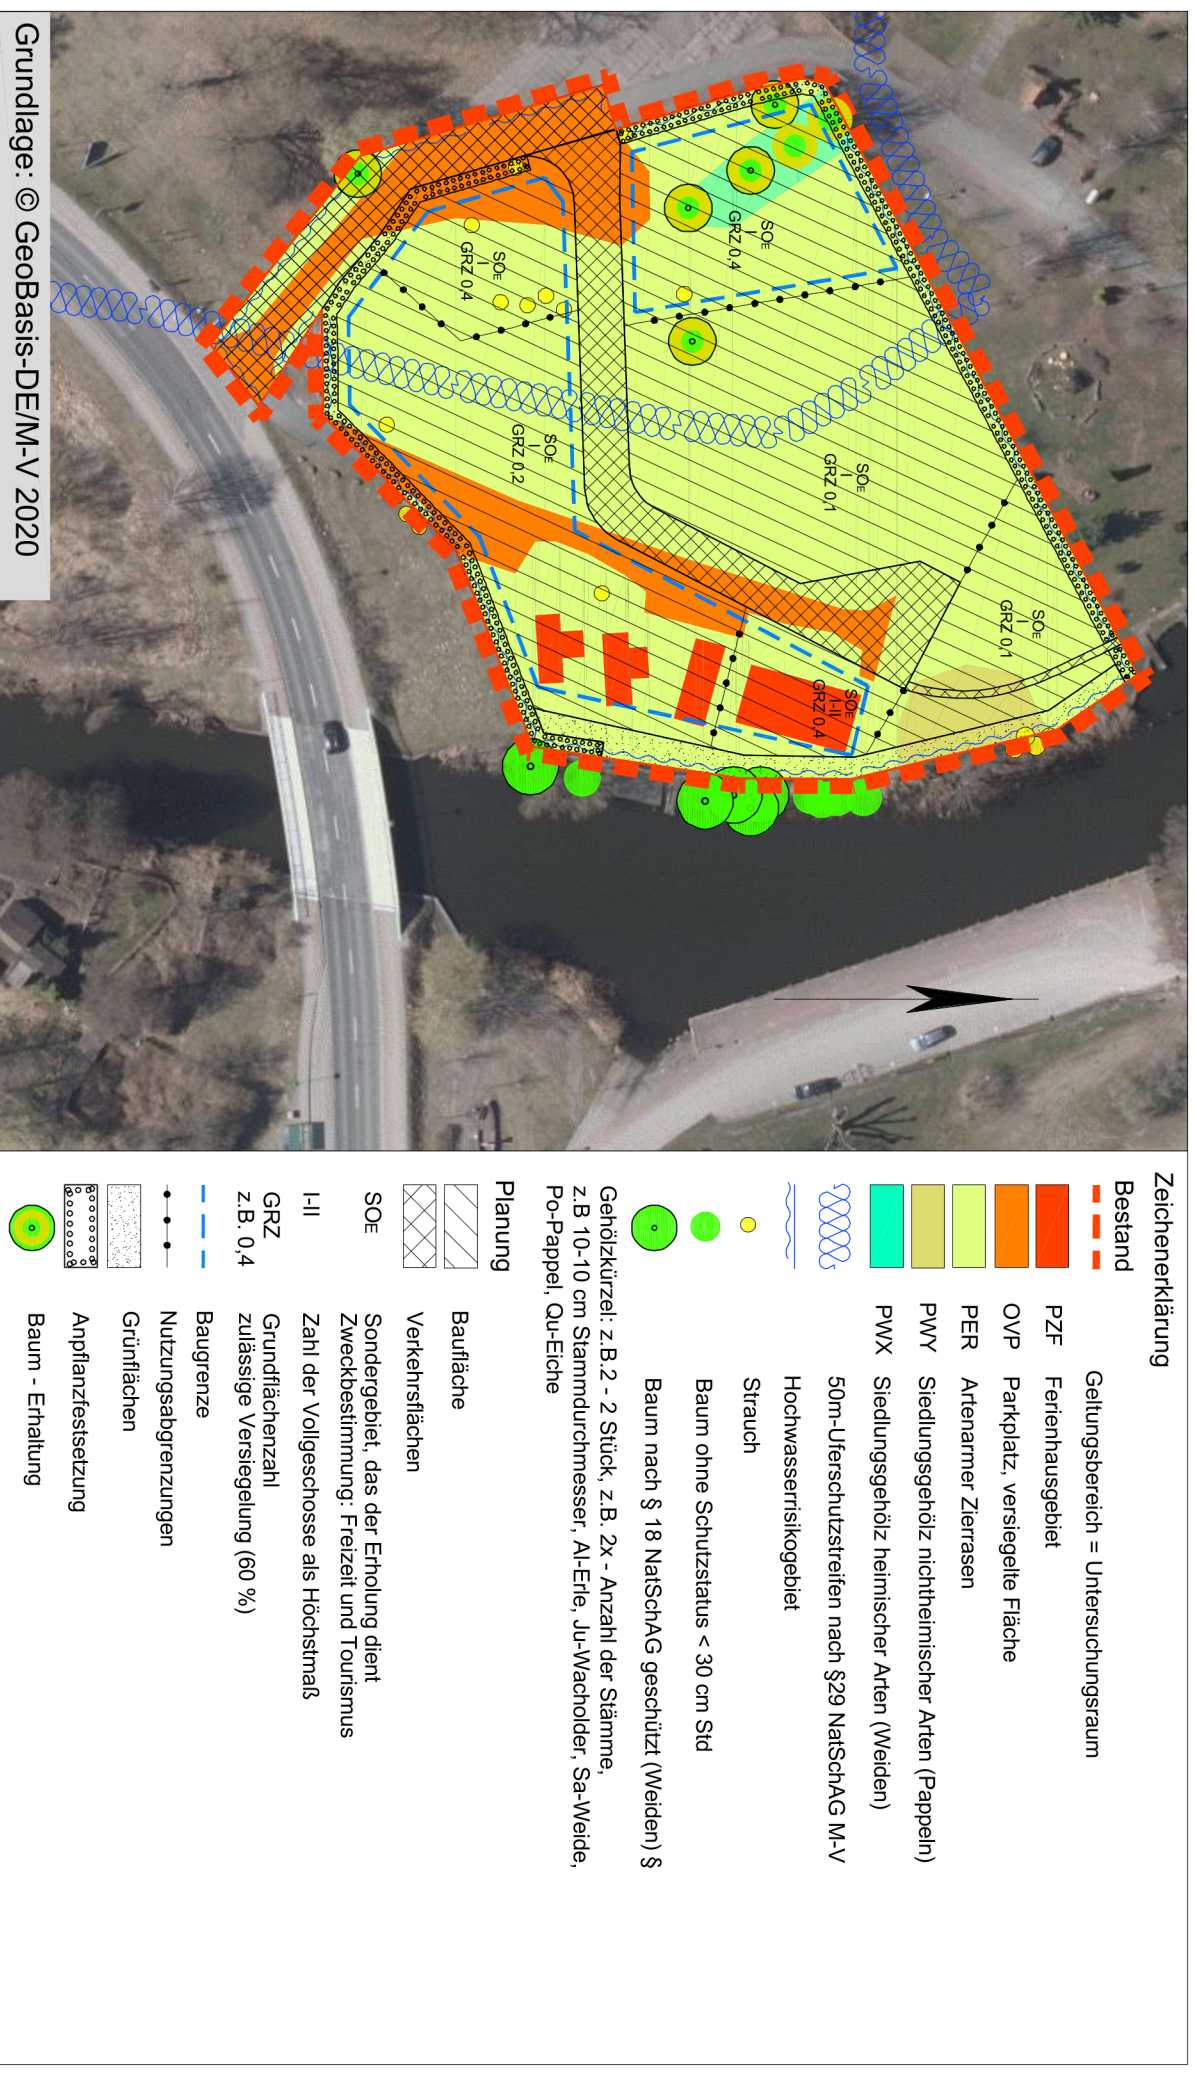 Zeichenerklärung
Bestand
Geltungsbereich = Untersuchungsraum
PZF Ferienhausgebiet
OVP Parkplatz, versiegelte Fläche
PER Artenarmer Zierrasen
PWY Siedlungsgehölz nichtheimischer Arten (Pappeln)
PWX Siedlungsgehölz heimischer Arten (Weiden)
50m-Uferschutzstreifen nach §29 NatSchAG M-V
Hochwasserrisikogebiet
Strauch
Baum ohne Schutzstatus < 30 cm Std
Baum nach § 18 NatSchAG geschützt (Weiden) §
Gehölzkürzel: z.B.2 - 2 Stück, z.B. 2x - Anzahl der Stämme,
z.B 10-10 cm Stammdurchmesser, Al-Erle, Ju-Wacholder, Sa-Weide,
Po-Pappel, Qu-Eiche
Planung
Baufläche
Verkehrsflächen
SOE Sondergebiet, das der Erholung dient
Zweckbestimmung: Freizeit und Tourismus
I-II Zahl der Vollgeschosse als Höchstmaß
GRZ Grundflächenzahl
z.B. 0,4 zulässige Versiegelung (60 %)
Baugrenze
Nutzungsabgrenzungen
Grünflächen
Anpflanzfestsetzung
Baum - Erhaltung
SOE
I
GRZ 0,1
SOE
I
GRZ 0,1
SOE
I-II
GRZ 0,4
SOE
I
GRZ 0,4
SOE
I
GRZ 0,2
SOE
I
GRZ 0,4
Grundlage: © GeoBasis-DE/M-V 2020